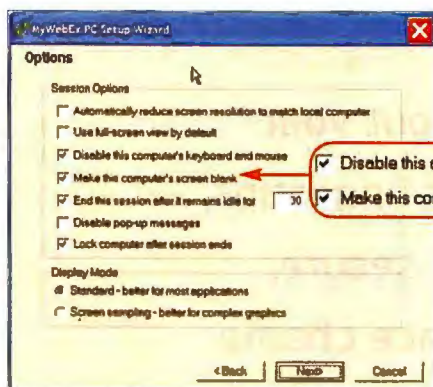 MyWebEx PC Setup Wizard
Options
Session Options
Automatically reduce screen resolution to match local computer
Use full-screen view by default
Disable this computer's keyboard and mouse
Make this computer's screen blank
End this session after it remains idle for 30
Disable pop-up messages
Lock computer after session ends
Disable this
Make this co
Display Mode
Standard - better for most applications
Screen sampling - better for complex graphics
<Back Next> Cancel